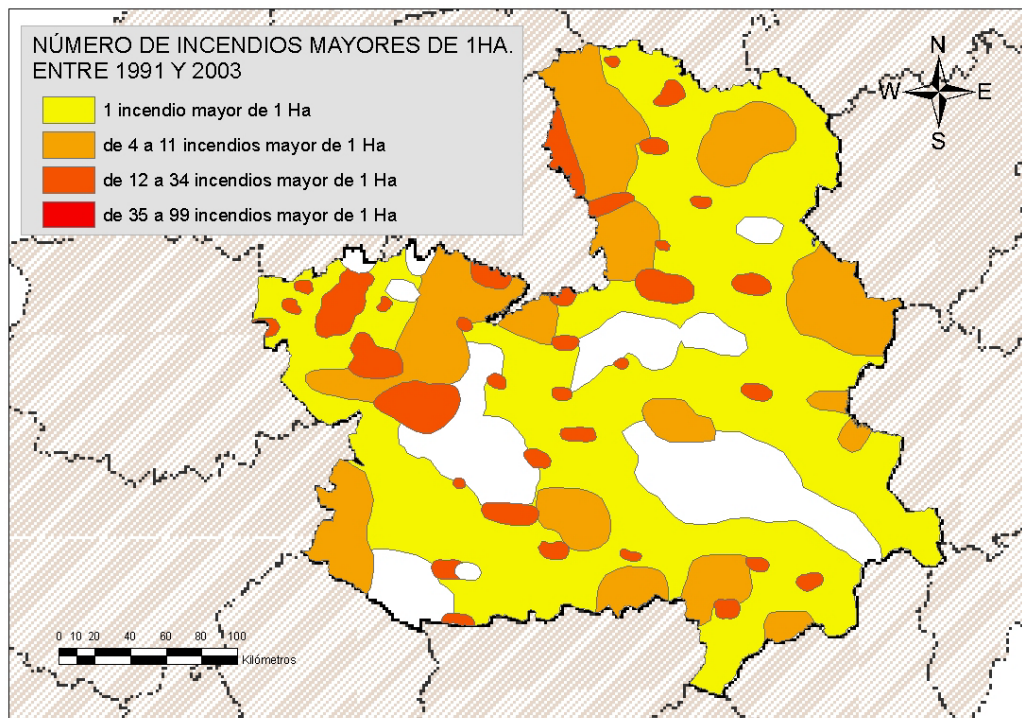 NÚMERO DE INCENDIOS MAYORES DE 1HA.
ENTRE 1991 Y 2003
1 incendio mayor de 1 Ha
de 4 a 11 incendios mayor de 1 Ha
de 12 a 34 incendios mayor de 1 Ha
de 35 a 99 incendios mayor de 1 Ha
N
W E
S
0 10 20 40 60 80 100
Kilómetros